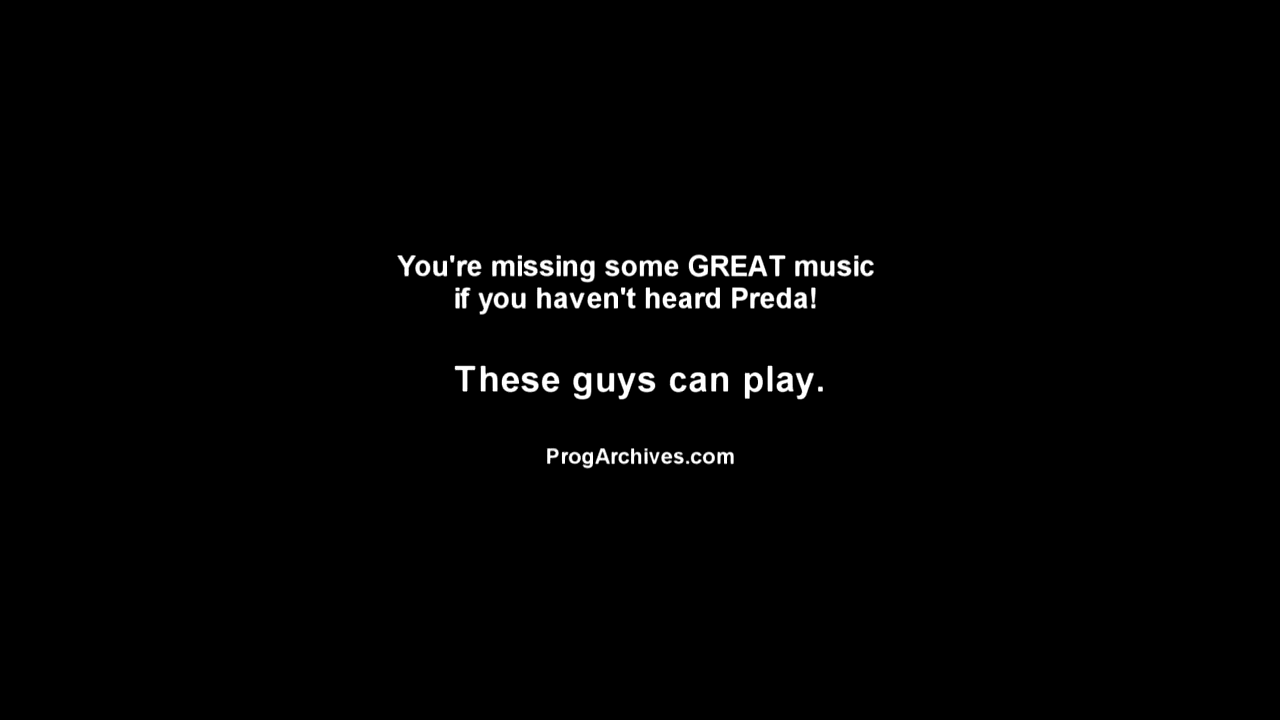 You're missing some GREAT music
if you haven't heard Preda!
These guys can play.
ProgArchives.com